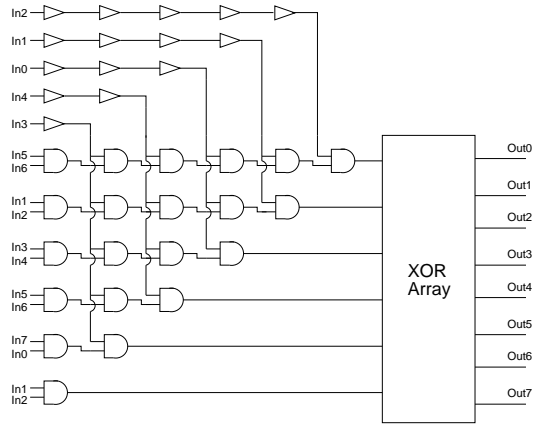 In2
In1
In0
In4
In3
In5
In6
In1
In2
In3
In4
In5
In6
In7
In0
In1
In2
XOR
Array
Out0
Out1
Out2
Out3
Out4
Out5
Out6
Out7